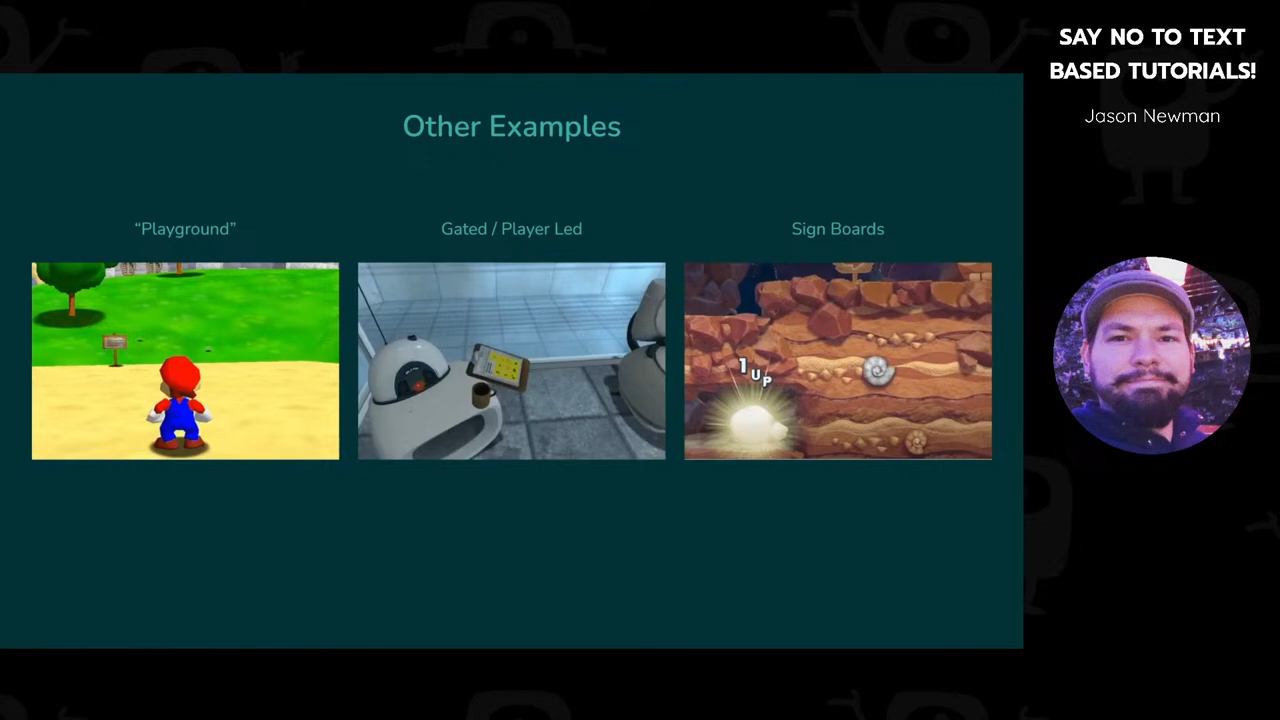 SAY NO TO TEXT
BASED TUTORIALS!
Jason Newman
Other Examples
“Playground”
Gated / Player Led
Sign Boards
1UP